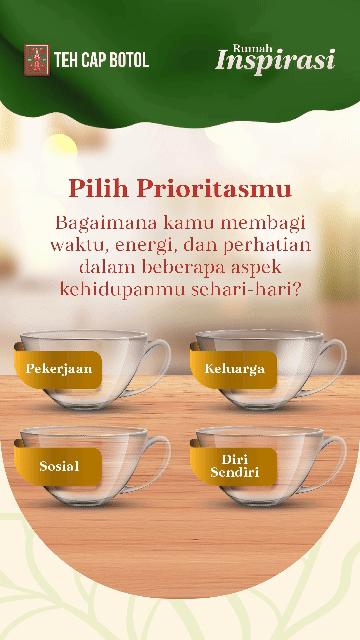 TEH CAP BOTOL
Rumah
Inspirasi
Pilih Prioritasmu
Bagaimana kamu membagi
waktu, energi, dan perhatian
dalam beberapa aspek
kehidupanmu sehari-hari?
Pekerjaan
Keluarga
Sosial
Diri
Sendiri